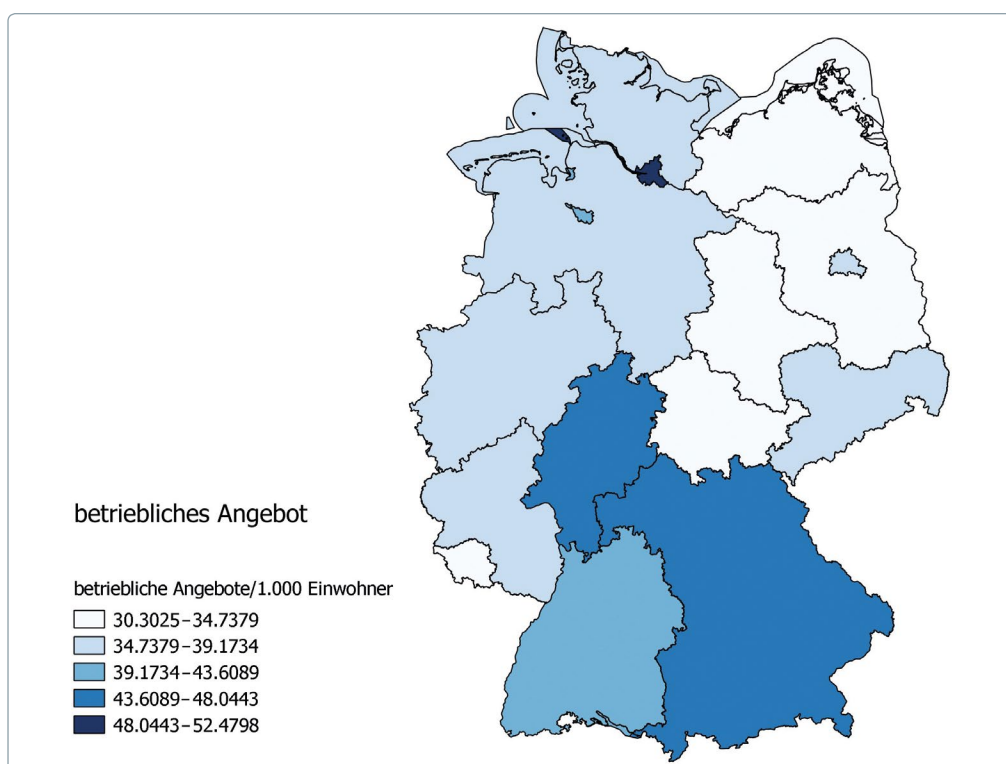 betriebliches Angebot
betriebliche Angebote/1.000 Einwohner
30.3025–34.7379
34.7379–39.1734
39.1734–43.6089
43.6089–48.0443
48.0443–52.4798